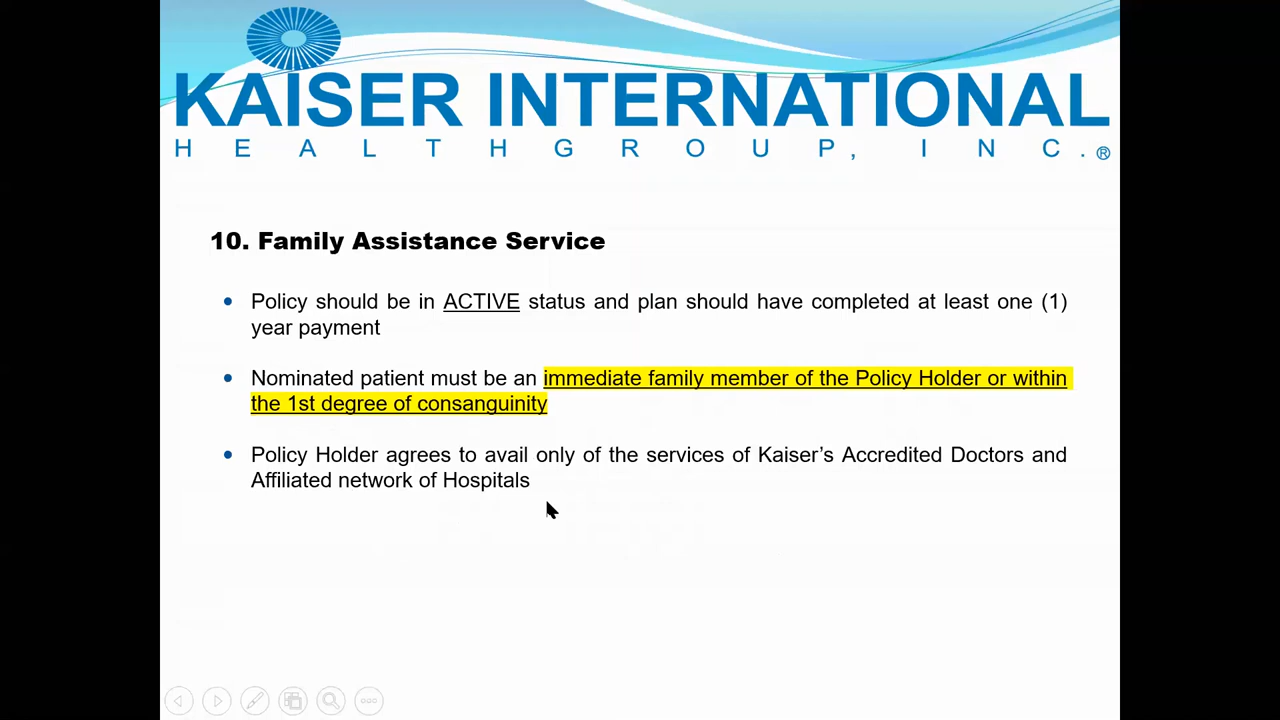 KAISER INTERNATIONAL
HEALTHGROUP, INC.®
10. Family Assistance Service
• Policy should be in ACTIVE status and plan should have completed at least one (1)
year payment
• Nominated patient must be an immediate family member of the Policy Holder or within
the 1st degree of consanguinity
• Policy Holder agrees to avail only of the services of Kaiser’s Accredited Doctors and
Affiliated network of Hospitals